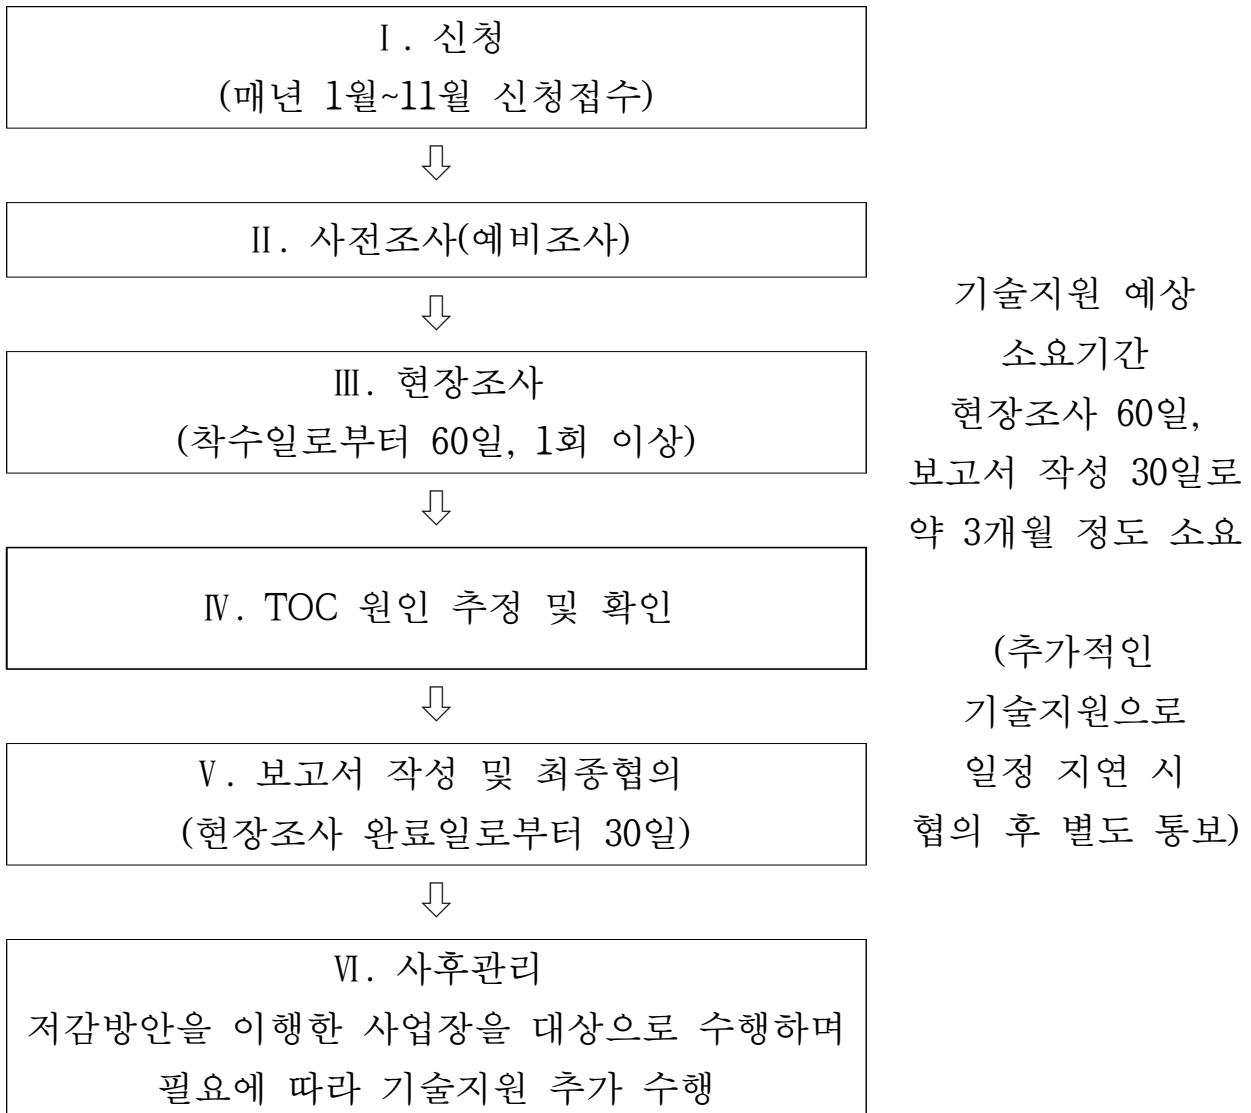 Ⅰ. 신청
(매년 1월~11월 신청접수)
⇩
Ⅱ. 사전조사(예비조사)
⇩
Ⅲ. 현장조사
(착수일로부터 60일, 1회 이상)
⇩
Ⅳ. TOC 원인 추정 및 확인
⇩
Ⅴ. 보고서 작성 및 최종협의
(현장조사 완료일로부터 30일)
⇩
Ⅵ. 사후관리
저감방안을 이행한 사업장을 대상으로 수행하며
필요에 따라 기술지원 추가 수행
기술지원 예상
소요기간
현장조사 60일,
보고서 작성 30일로
약 3개월 정도 소요
(추가적인
기술지원으로
일정 지연 시
협의 후 별도 통보)